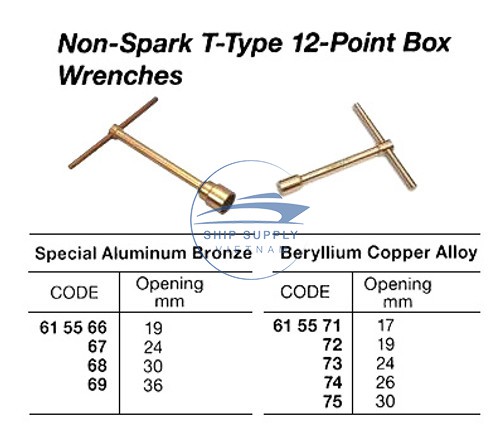 Non-Spark T-Type 12-Point Box
Wrenches
SHIP SUPPLY
VIETNAM
Special Aluminum Bronze
CODE Opening mm
61 55 66 19
67 24
68 30
69 36
Beryllium Copper Alloy
CODE Opening mm
61 55 71 17
72 19
73 24
74 26
75 30